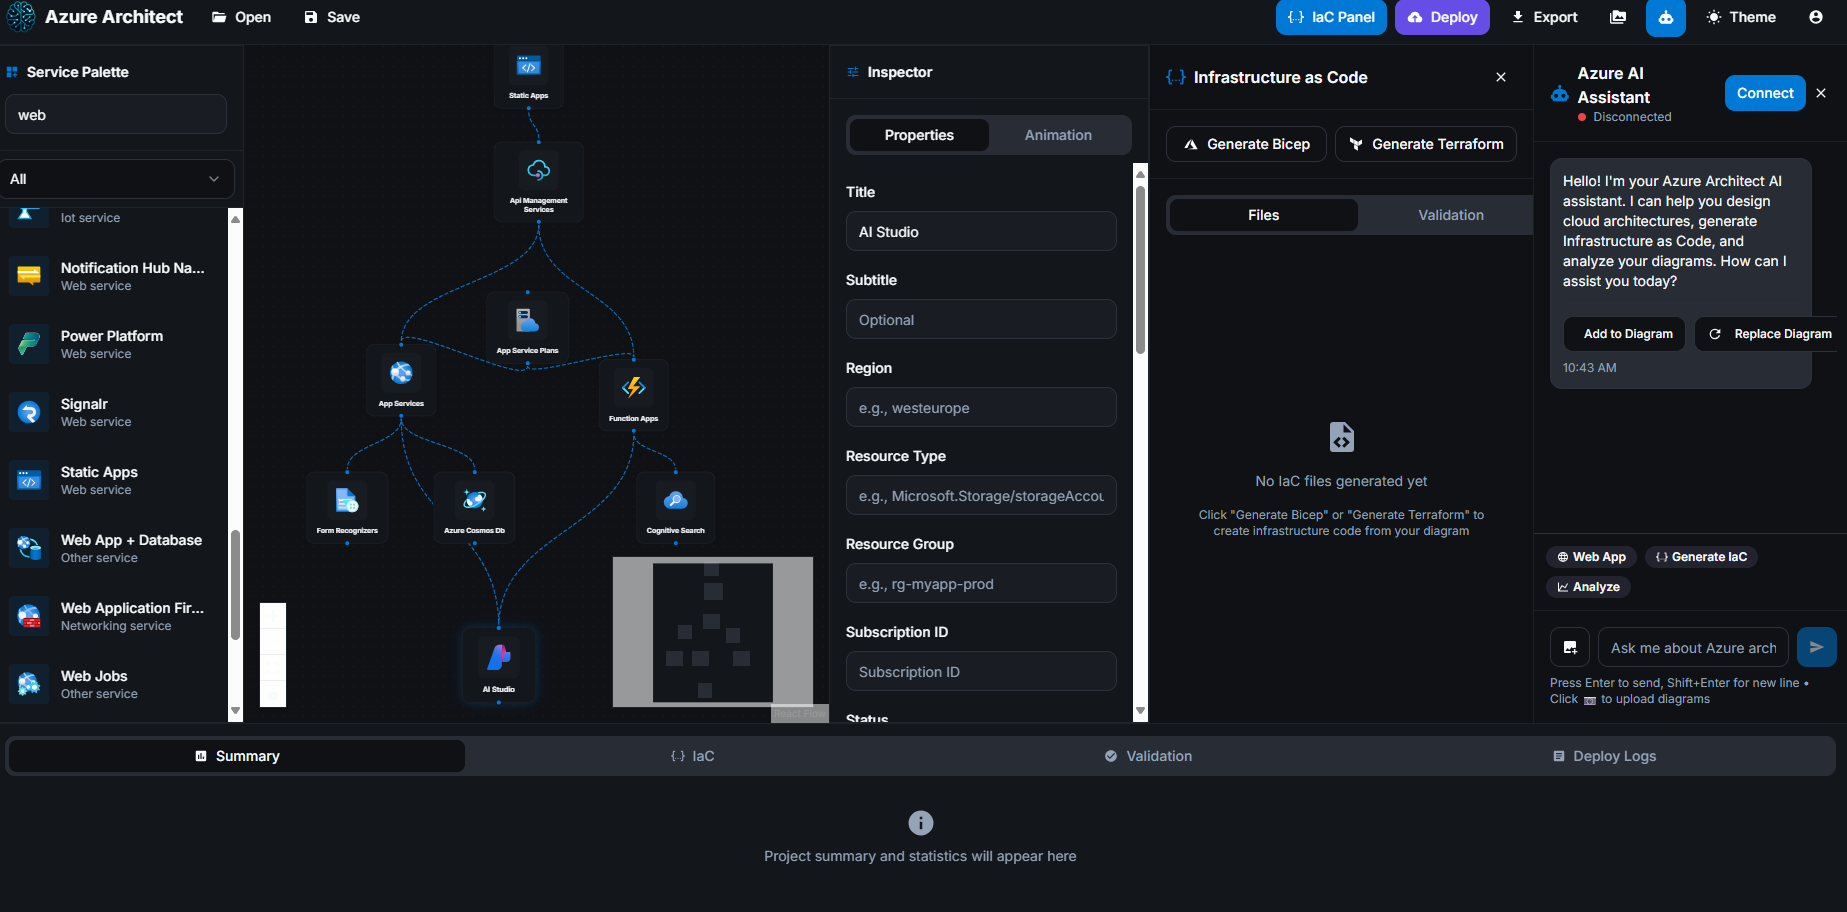 Azure Architect
Open
Save
IaC Panel
Deploy
Export
Theme
Service Palette
web
All
Iot service
Notification Hub Na...
Web service
Power Platform
Web service
Signalr
Web service
Static Apps
Web service
Web App + Database
Other service
Web Application Fir...
Networking service
Web Jobs
Other service
Static Apps
Api Management
Services
App Service Plans
App Services
Function Apps
Form Recognizers
Azure Cosmos Db
Cognitive Search
AI Studio
React Flow
Inspector
Properties
Animation
Title
AI Studio
Subtitle
Optional
Region
e.g., westeurope
Resource Type
e.g., Microsoft.Storage/storageAccou
Resource Group
e.g., rg-myapp-prod
Subscription ID
Subscription ID
Status
Infrastructure as Code
Generate Bicep
Generate Terraform
Files
Validation
No IaC files generated yet
Click "Generate Bicep" or "Generate Terraform" to
create infrastructure code from your diagram
Azure AI
Assistant
Disconnected
Connect
Hello! I'm your Azure Architect AI
assistant. I can help you design
cloud architectures, generate
Infrastructure as Code, and
analyze your diagrams. How can I
assist you today?
Add to Diagram
Replace Diagram
10:43 AM
Web App
Generate IaC
Analyze
Ask me about Azure arch
Press Enter to send, Shift+Enter for new line •
Click to upload diagrams
Summary
IaC
Validation
Deploy Logs
Project summary and statistics will appear here